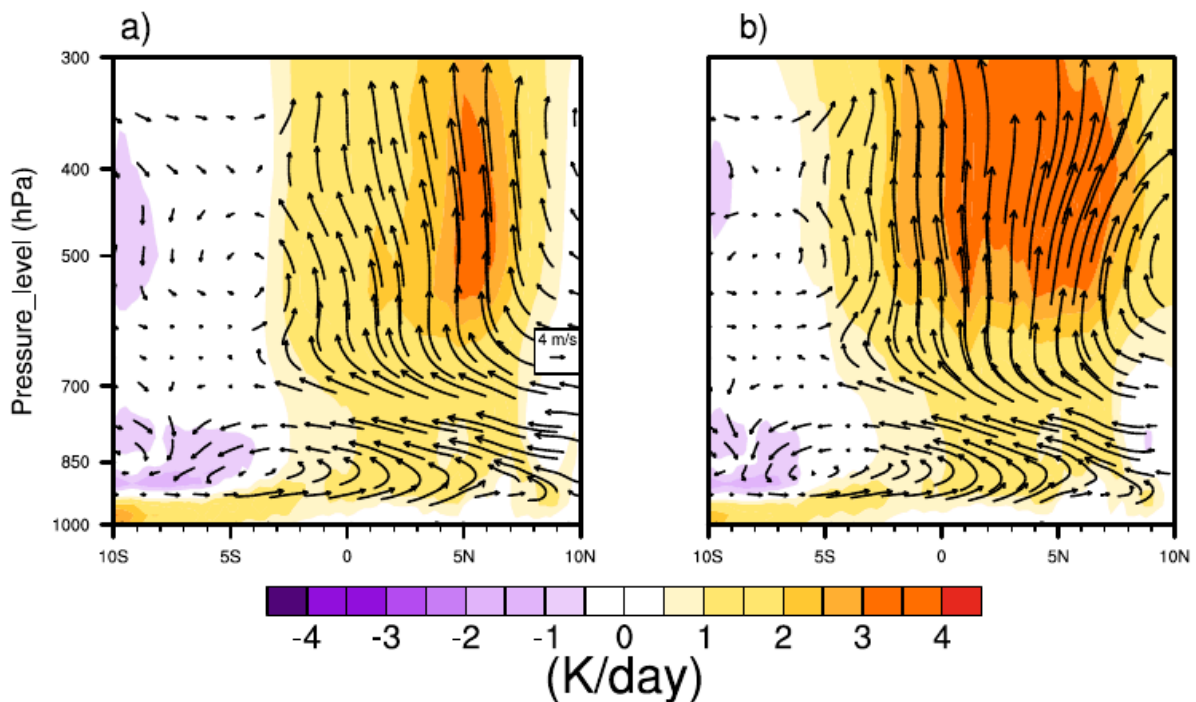 a)
b)
Pressure_level (hPa)
300
400
500
700
850
1000
4 m/s
10S 5S 0 5N 10N
10S 5S 0 5N 10N
-4 -3 -2 -1 0 1 2 3 4
(K/day)